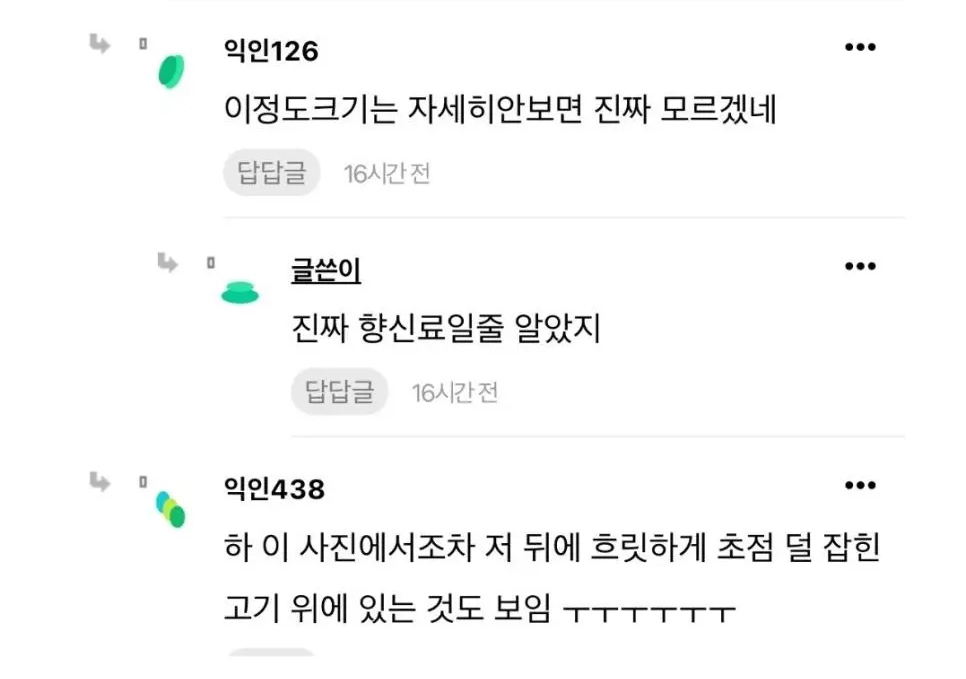 익인126
이정도크기는 자세히안보면 진짜 모르겠네
답답글 16시간 전
글쓴이
진짜 향신료일줄 알았지
답답글 16시간 전
익인438
하 이 사진에서조차 저 뒤에 흐릿하게 초점 덜 잡힌
고기 위에 있는 것도 보임 ㅜㅜㅜㅜㅜㅜ